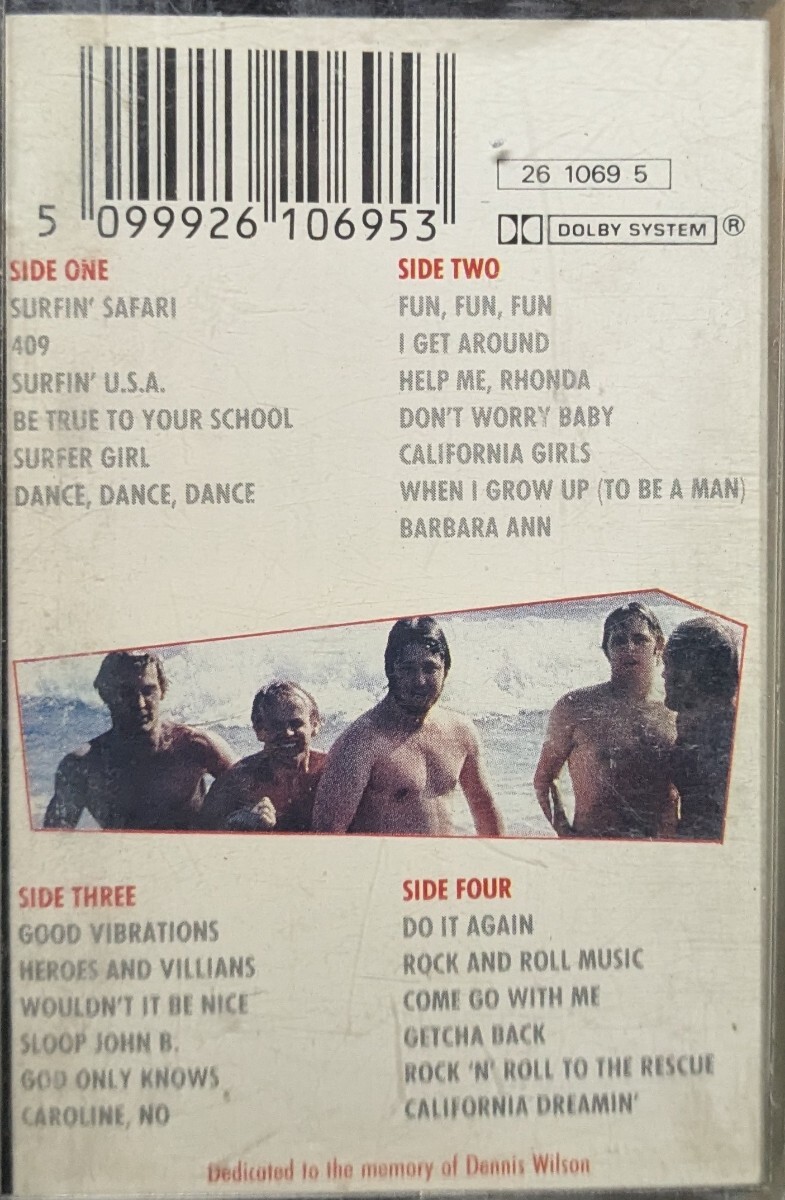 26 1069 5
5 099926 106953
DOLBY SYSTEM ®
SIDE ONE
SURFIN' SAFARI
409
SURFIN' U.S.A.
BE TRUE TO YOUR SCHOOL
SURFER GIRL
DANCE, DANCE, DANCE
SIDE TWO
FUN, FUN, FUN
I GET AROUND
HELP ME, RHONDA
DON'T WORRY BABY
CALIFORNIA GIRLS
WHEN I GROW UP (TO BE A MAN)
BARBARA ANN
SIDE THREE
GOOD VIBRATIONS
HEROES AND VILLIANS
WOULDN'T IT BE NICE
SLOOP JOHN B.
GOD ONLY KNOWS
CAROLINE, NO
SIDE FOUR
DO IT AGAIN
ROCK AND ROLL MUSIC
COME GO WITH ME
GETCHA BACK
ROCK 'N' ROLL TO THE RESCUE
CALIFORNIA DREAMIN'
Dedicated to the memory of Dennis Wilson